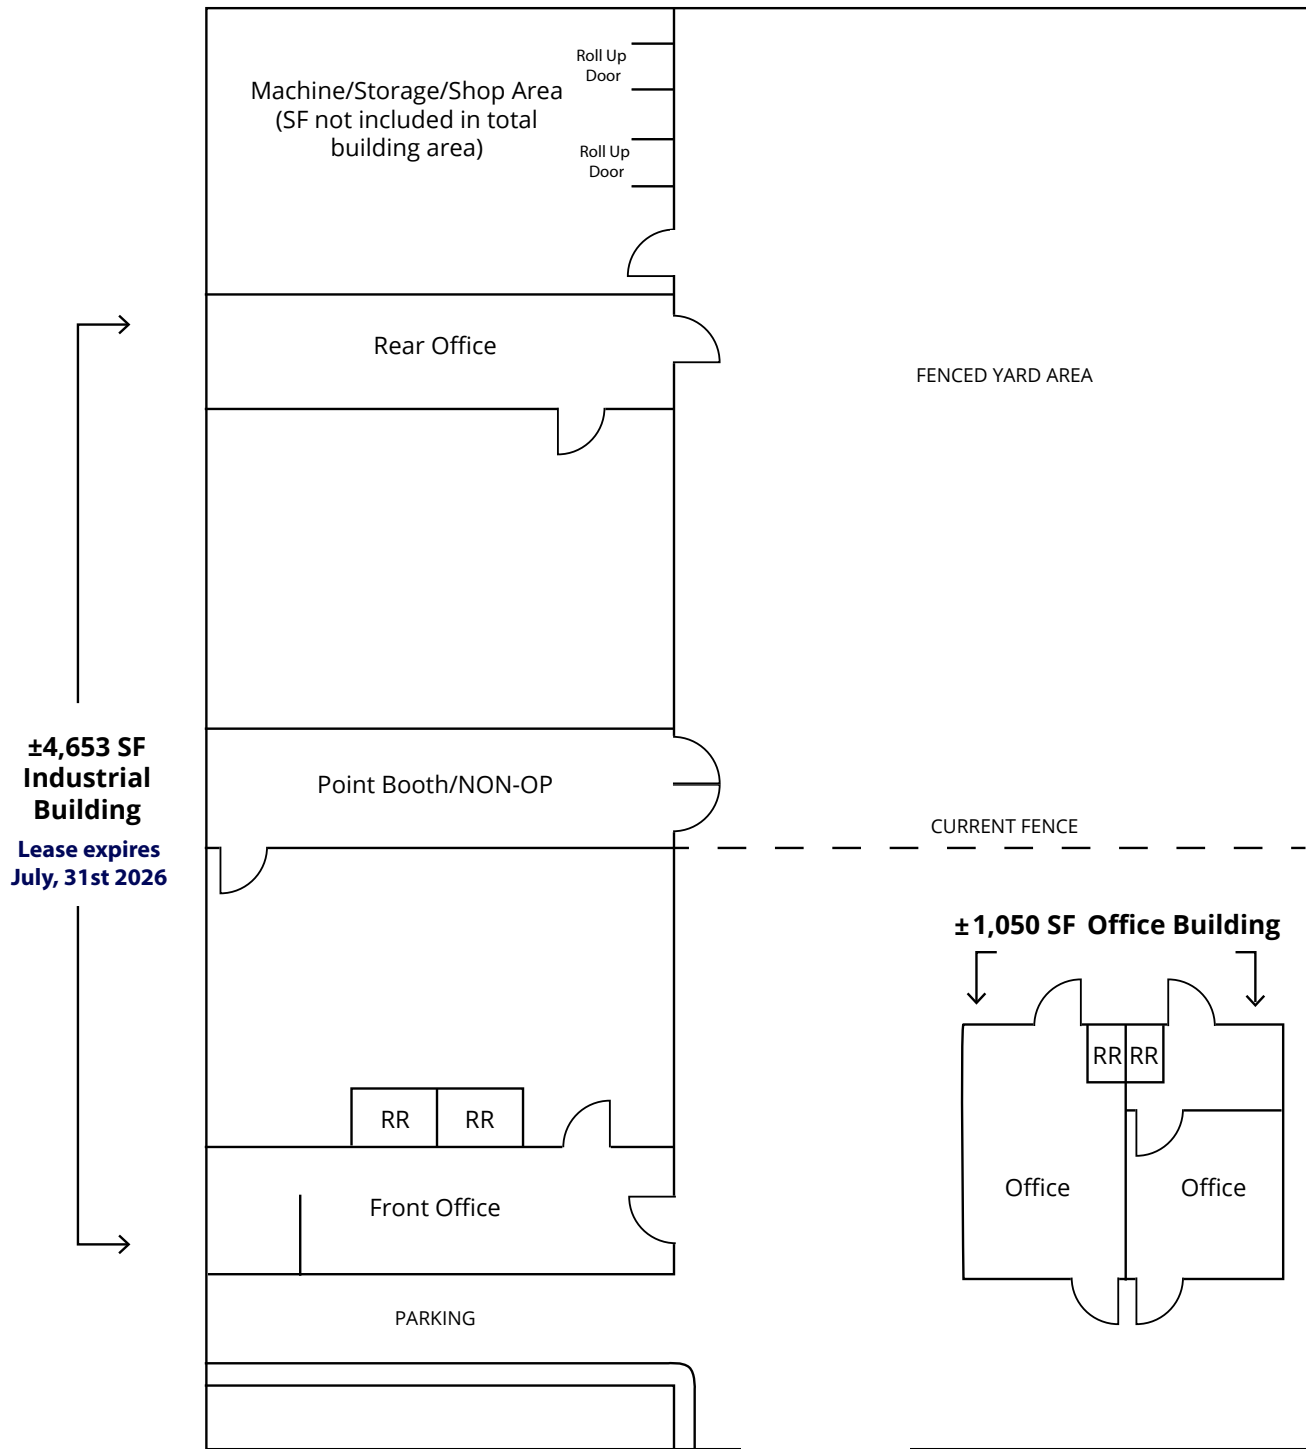 Roll Up
Door
Machine/Storage/Shop Area
(SF not included in total
building area)
Roll Up
Door
Rear Office
FENCED YARD AREA
±4,653 SF
Industrial
Building
Lease expires
July, 31st 2026
Point Booth/NON-OP
CURRENT FENCE
±1,050 SF Office Building
RR
RR
RR
RR
Office
Office
Front Office
PARKING